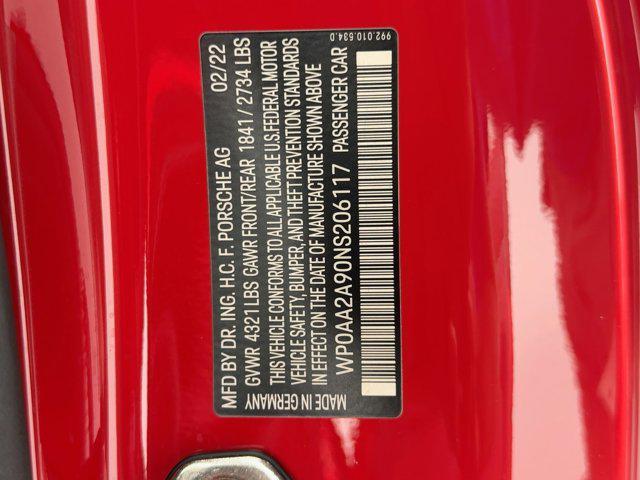 MFD BY DR. ING. H.C. F. PORSCHE AG 02/22
GVWR 4321 LBS GAWR FRONT/REAR 1841 / 2734 LBS
THIS VEHICLE CONFORMS TO ALL APPLICABLE U.S. FEDERAL MOTOR
VEHICLE SAFETY, BUMPER, AND THEFT PREVENTION STANDARDS
IN EFFECT ON THE DATE OF MANUFACTURE SHOWN ABOVE
MADE IN GERMANY WP0AA2A90NS206117 PASSENGER CAR
992.010.534.D